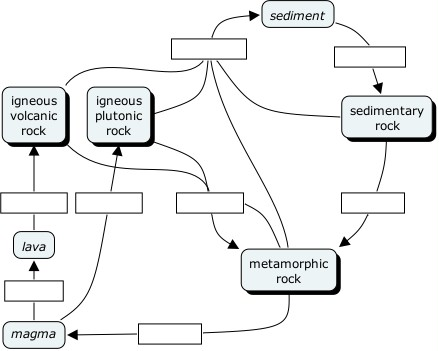 sediment
igneous
volcanic
rock
igneous
plutonic
rock
sedimentary
rock
lava
metamorphic
rock
magma